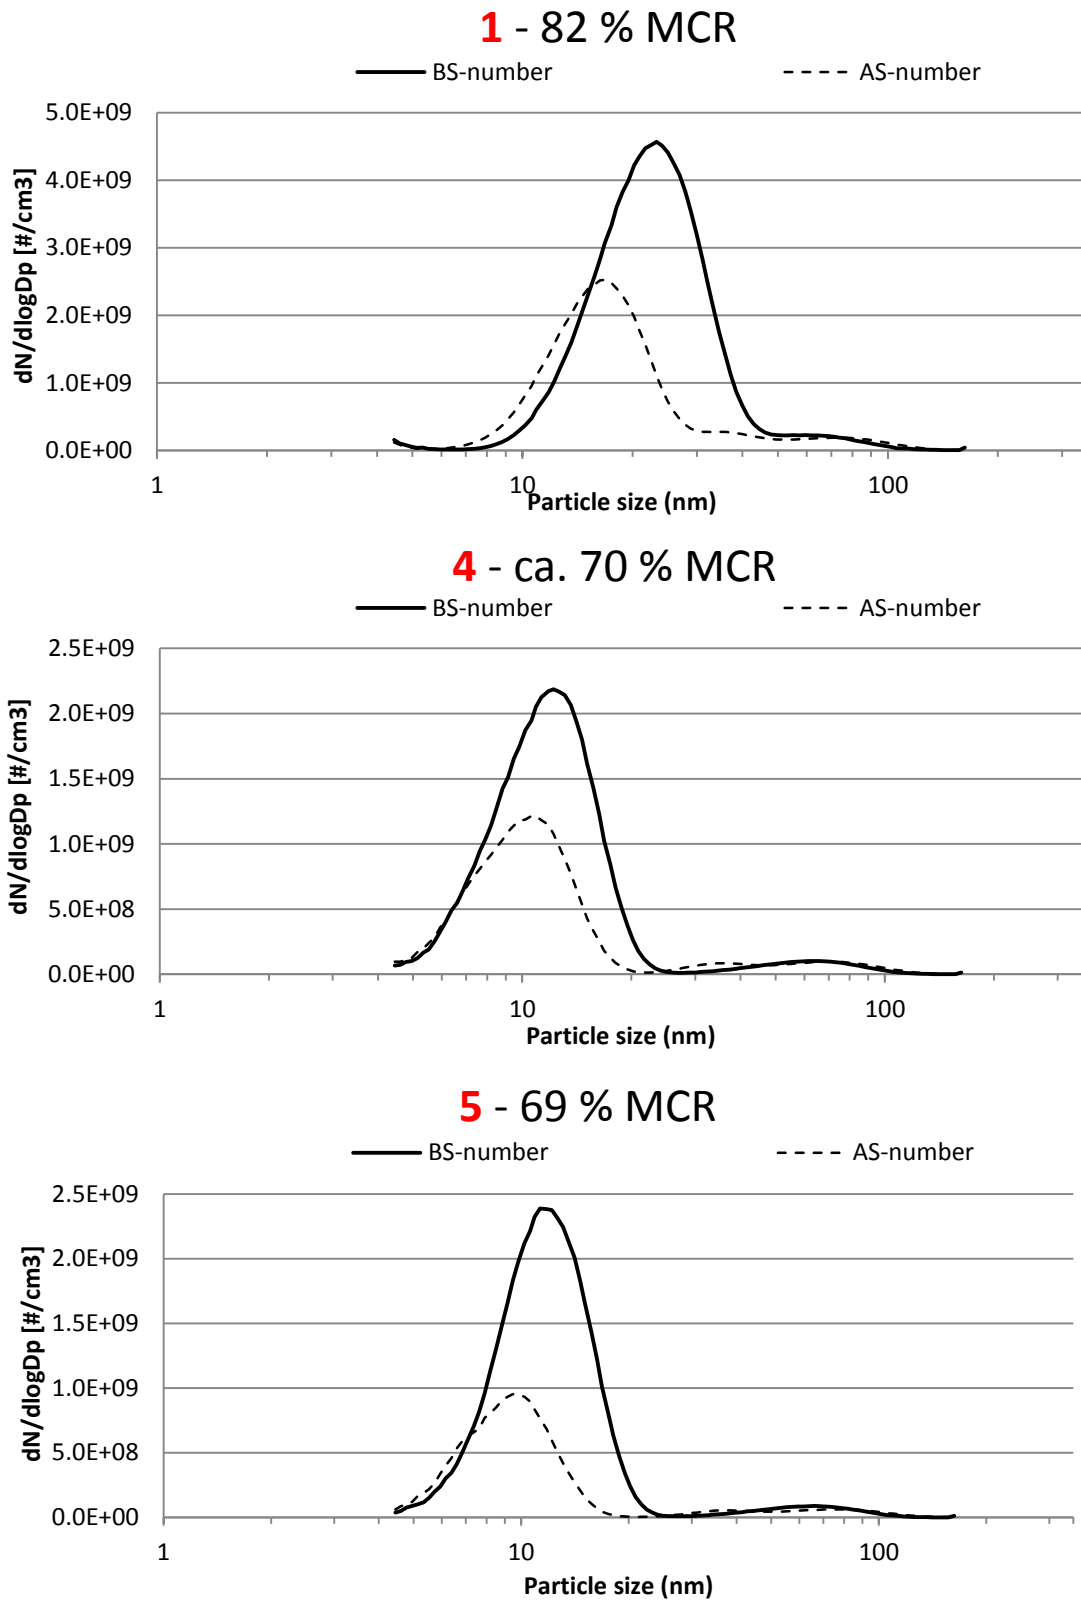 1 - 82 % MCR
BS-number AS-number
dN/dlogDp [#/cm3]
5.0E+09
4.0E+09
3.0E+09
2.0E+09
1.0E+09
0.0E+00
1 10 100
Particle size (nm)
4 - ca. 70 % MCR
BS-number AS-number
dN/dlogDp [#/cm3]
2.5E+09
2.0E+09
1.5E+09
1.0E+09
5.0E+08
0.0E+00
1 10 100
Particle size (nm)
5 - 69 % MCR
BS-number AS-number
dN/dlogDp [#/cm3]
2.5E+09
2.0E+09
1.5E+09
1.0E+09
5.0E+08
0.0E+00
1 10 100
Particle size (nm)